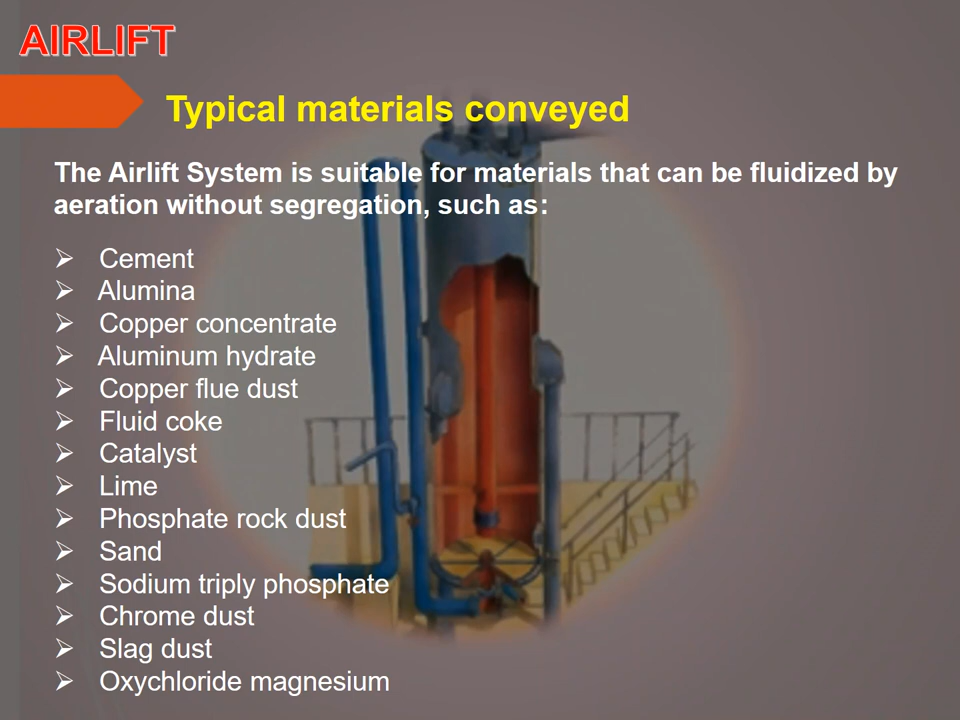 AIRLIFT
Typical materials conveyed
The Airlift System is suitable for materials that can be fluidized by
aeration without segregation, such as:
➢ Cement
➢ Alumina
➢ Copper concentrate
➢ Aluminum hydrate
➢ Copper flue dust
➢ Fluid coke
➢ Catalyst
➢ Lime
➢ Phosphate rock dust
➢ Sand
➢ Sodium triply phosphate
➢ Chrome dust
➢ Slag dust
➢ Oxychloride magnesium